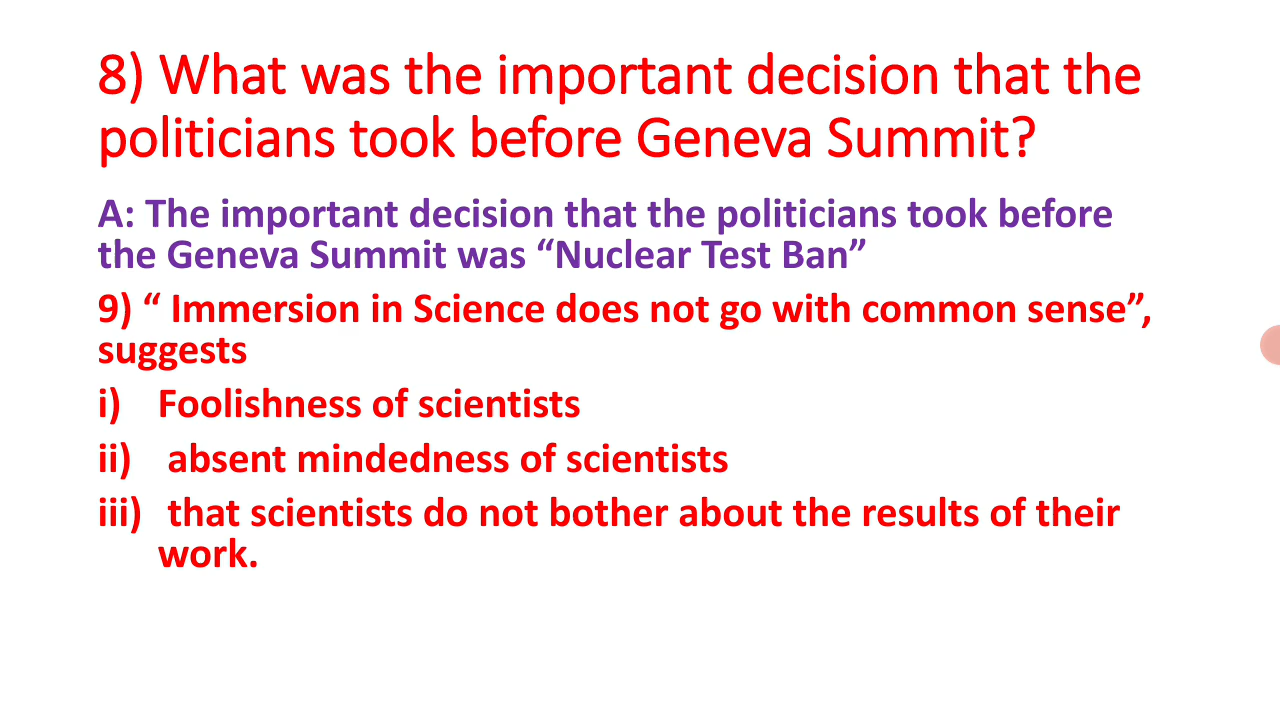 8) What was the important decision that the
politicians took before Geneva Summit?
A: The important decision that the politicians took before
the Geneva Summit was “Nuclear Test Ban”
9) “ Immersion in Science does not go with common sense”,
suggests
i) Foolishness of scientists
ii) absent mindedness of scientists
iii) that scientists do not bother about the results of their
work.